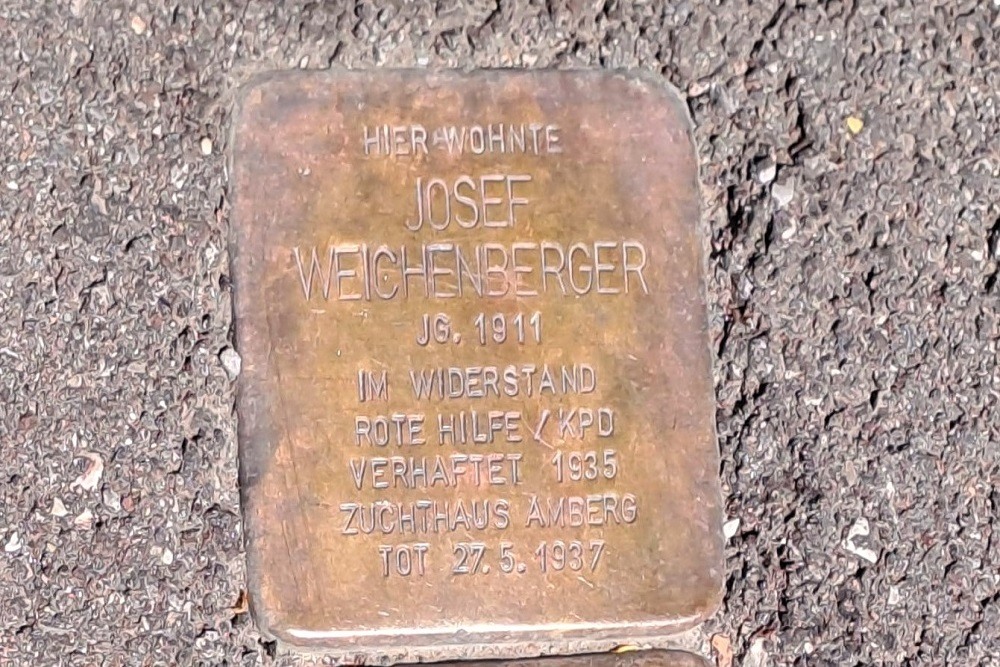 HIER WOHNTE
JOSEF
WEICHENBERGER
JG. 1911
IM WIDERSTAND
ROTE HILFE / KPD
VERHAFTET 1935
ZUCHTHAUS AMBERG
TOT 27. 5. 1937